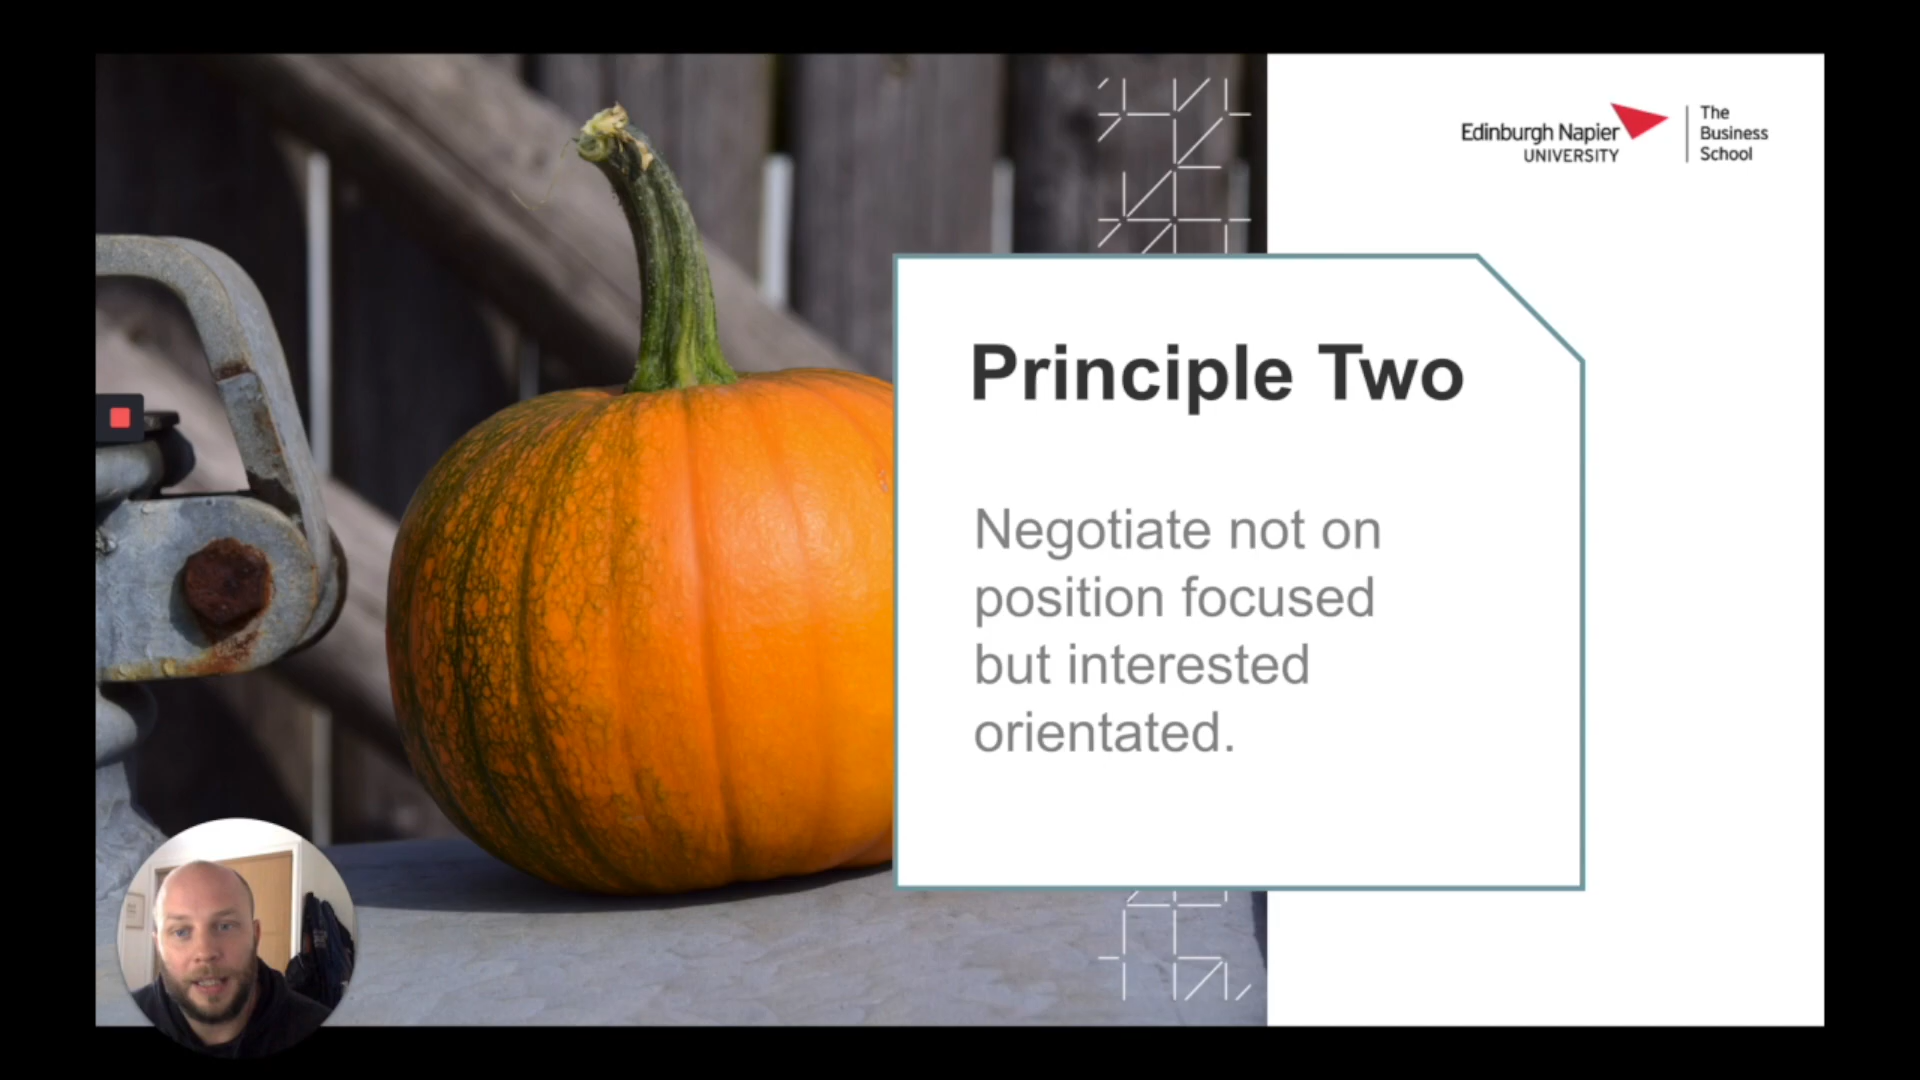 Edinburgh Napier
UNIVERSITY
The
Business
School
Principle Two
Negotiate not on
position focused
but interested
orientated.